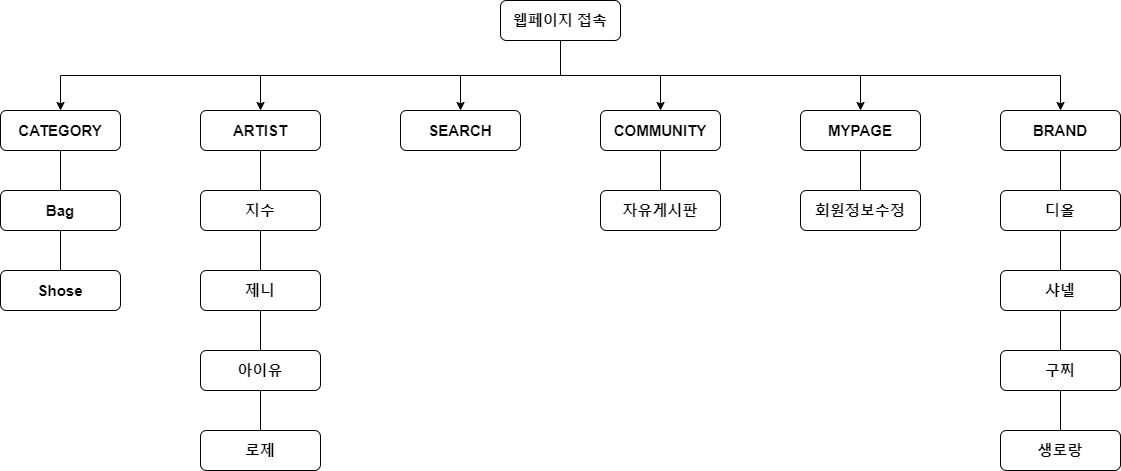 웹페이지 접속
CATEGORY
ARTIST
SEARCH
COMMUNITY
MYPAGE
BRAND
Bag
지수
자유게시판
회원정보수정
디올
Shose
제니
샤넬
아이유
구찌
로제
생로랑